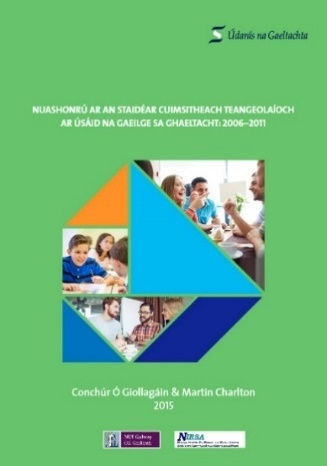 Údarás na Gaeltachta
NUASHONRÚ AR AN STAIDÉAR CUIMSITHEACH TEANGEOLAÍOCH
AR ÚSÁID NA GAEILGE SA GHAELTACHT: 2006–2011
Conchúr Ó Giollagáin & Martin Charlton
2015
NUI Galway
OÉ Gaillimh
NIRSA